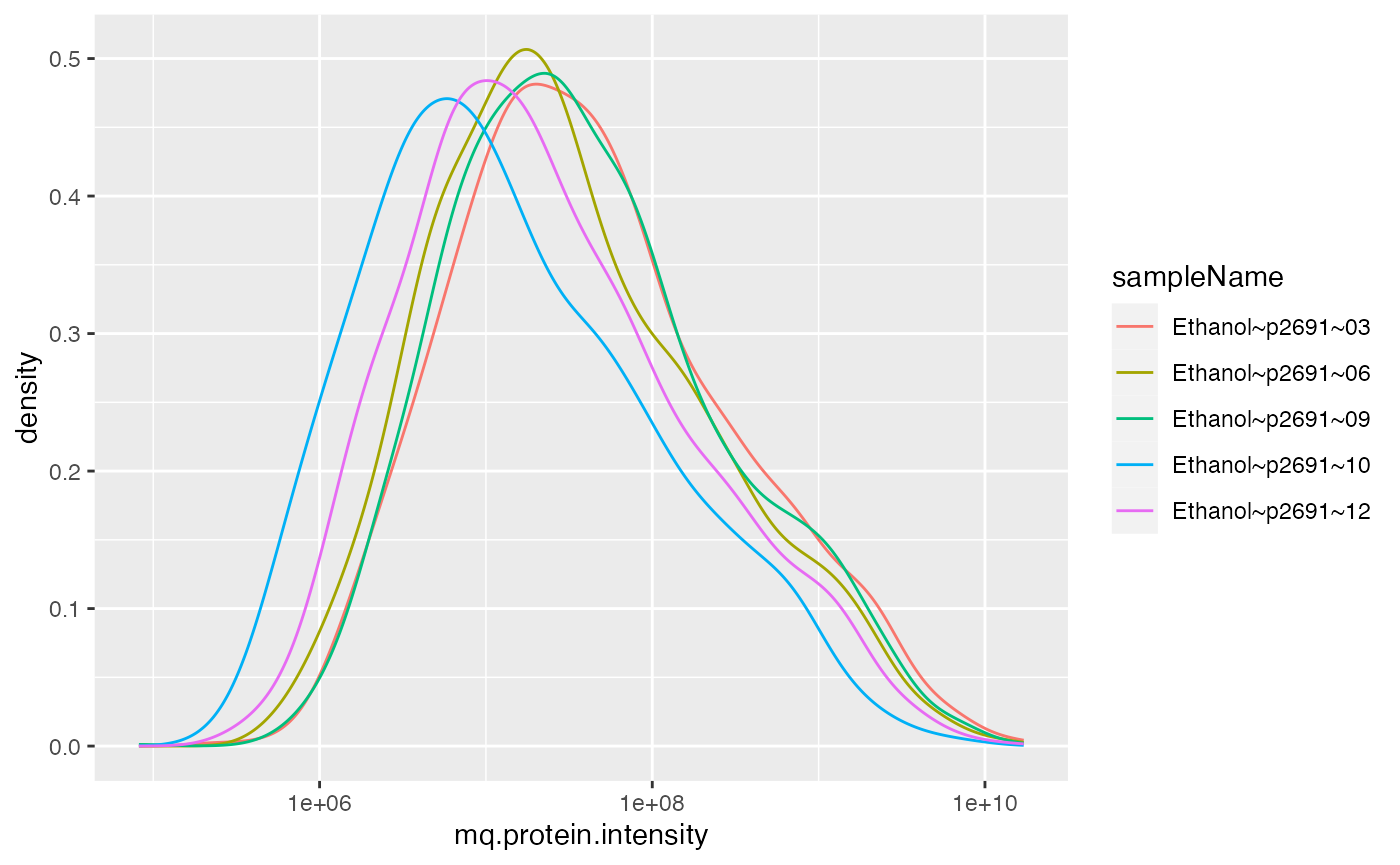 0.5
0.4
0.3
0.2
0.1
0.0
density
1e+06
1e+08
1e+10
mq.protein.intensity
sampleName
Ethanol~p2691~03
Ethanol~p2691~06
Ethanol~p2691~09
Ethanol~p2691~10
Ethanol~p2691~12